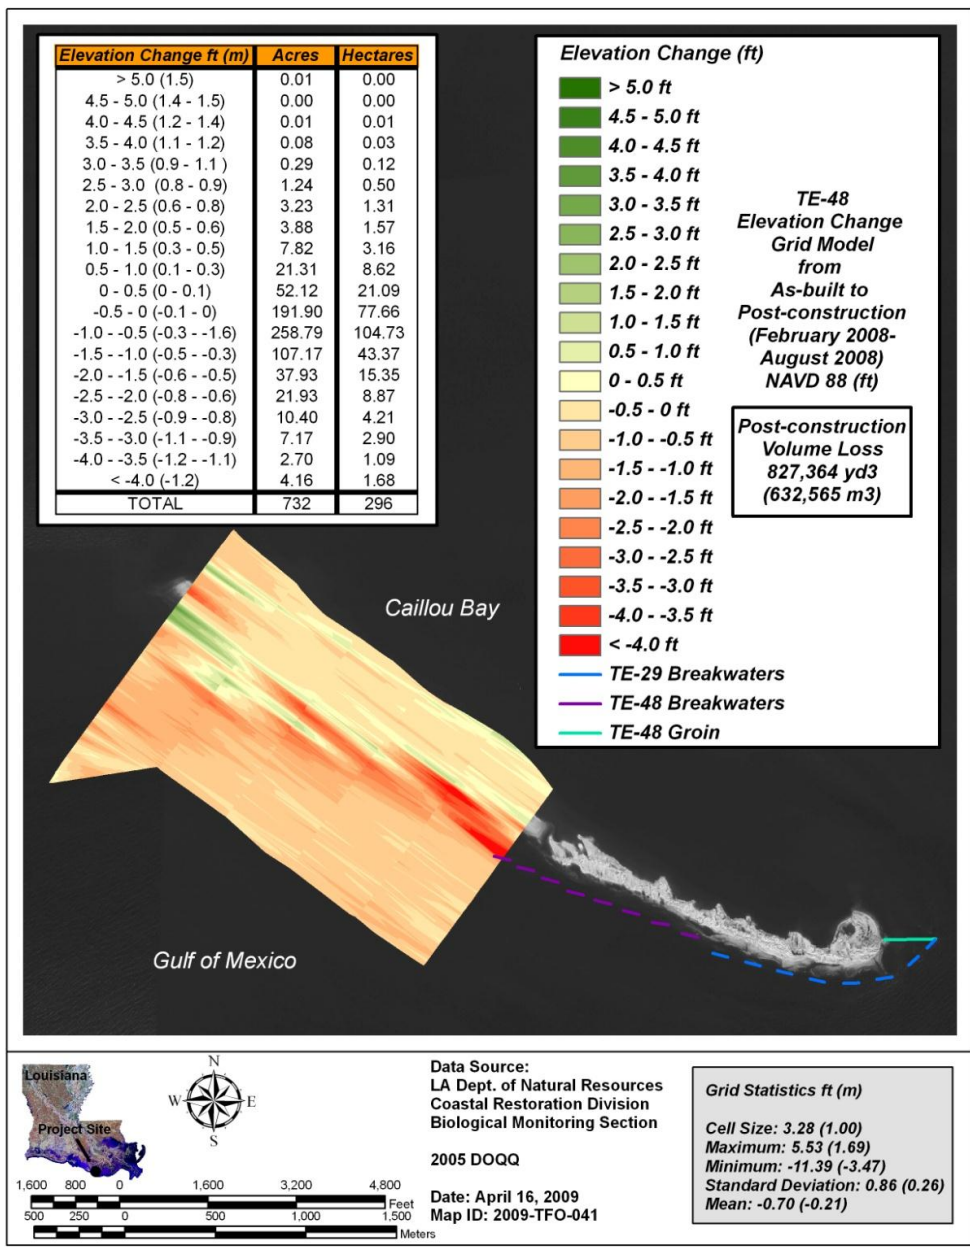 Elevation Change ft (m) Acres Hectares
> 5.0 (1.5) 0.01 0.00
4.5 - 5.0 (1.4 - 1.5) 0.00 0.00
4.0 - 4.5 (1.2 - 1.4) 0.01 0.01
3.5 - 4.0 (1.1 - 1.2) 0.08 0.03
3.0 - 3.5 (0.9 - 1.1 ) 0.29 0.12
2.5 - 3.0 (0.8 - 0.9) 1.24 0.50
2.0 - 2.5 (0.6 - 0.8) 3.23 1.31
1.5 - 2.0 (0.5 - 0.6) 3.88 1.57
1.0 - 1.5 (0.3 - 0.5) 7.82 3.16
0.5 - 1.0 (0.1 - 0.3) 21.31 8.62
0 - 0.5 (0 - 0.1) 52.12 21.09
-0.5 - 0 (-0.1 - 0) 191.90 77.66
-1.0 - -0.5 (-0.3 - -1.6) 258.79 104.73
-1.5 - -1.0 (-0.5 - -0.3) 107.17 43.37
-2.0 - -1.5 (-0.6 - -0.5) 37.93 15.35
-2.5 - -2.0 (-0.8 - -0.6) 21.93 8.87
-3.0 - -2.5 (-0.9 - -0.8) 10.40 4.21
-3.5 - -3.0 (-1.1 - -0.9) 7.17 2.90
-4.0 - -3.5 (-1.2 - -1.1) 2.70 1.09
< -4.0 (-1.2) 4.16 1.68
TOTAL 732 296
Elevation Change (ft)
> 5.0 ft
4.5 - 5.0 ft
4.0 - 4.5 ft
3.5 - 4.0 ft
3.0 - 3.5 ft
2.5 - 3.0 ft
2.0 - 2.5 ft
1.5 - 2.0 ft
1.0 - 1.5 ft
0.5 - 1.0 ft
0 - 0.5 ft
-0.5 - 0 ft
-1.0 - -0.5 ft
-1.5 - -1.0 ft
-2.0 - -1.5 ft
-2.5 - -2.0 ft
-3.0 - -2.5 ft
-3.5 - -3.0 ft
-4.0 - -3.5 ft
< -4.0 ft
TE-29 Breakwaters
TE-48 Breakwaters
TE-48 Groin
TE-48
Elevation Change
Grid Model
from
As-built to
Post-construction
(February 2008-
August 2008)
NAVD 88 (ft)
Post-construction
Volume Loss
827,364 yd3
(632,565 m3)
Caillou Bay
Gulf of Mexico
Louisiana
Project Site
N
W E
S
1,600 800 0 1,600 3,200 4,800
Feet
500 250 0 500 1,000 1,500
Meters
Data Source:
LA Dept. of Natural Resources
Coastal Restoration Division
Biological Monitoring Section
2005 DOQQ
Date: April 16, 2009
Map ID: 2009-TFO-041
Grid Statistics ft (m)
Cell Size: 3.28 (1.00)
Maximum: 5.53 (1.69)
Minimum: -11.39 (-3.47)
Standard Deviation: 0.86 (0.26)
Mean: -0.70 (-0.21)